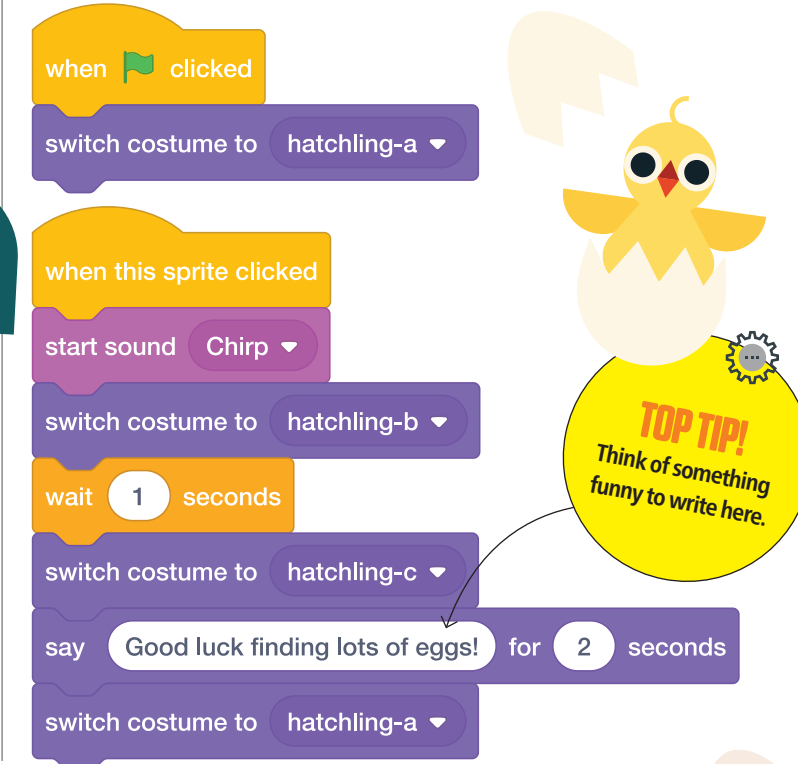 when clicked
switch costume to hatchling-a
when this sprite clicked
start sound Chirp
switch costume to hatchling-b
wait 1 seconds
switch costume to hatchling-c
say Good luck finding lots of eggs! for 2 seconds
switch costume to hatchling-a
TOP TIP!
Think of something
funny to write here.